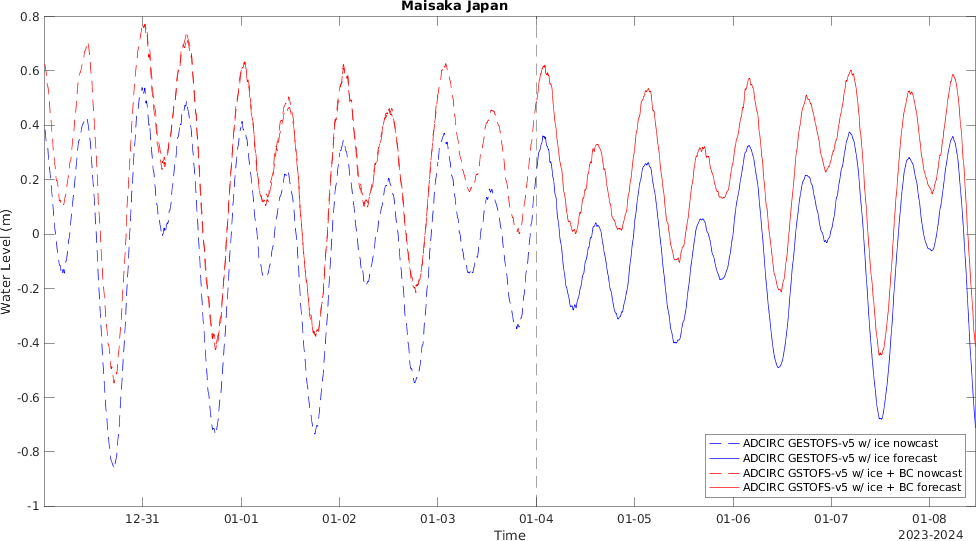 Maisaka Japan
0.8
0.6
0.4
0.2
0
-0.2
-0.4
-0.6
-0.8
-1
Water Level (m)
12-31 01-01 01-02 01-03 01-04 01-05 01-06 01-07 01-08
Time
2023-2024
ADCIRC GESTOFS-v5 w/ ice nowcast
ADCIRC GESTOFS-v5 w/ ice forecast
ADCIRC GSTOFS-v5 w/ ice + BC nowcast
ADCIRC GSTOFS-v5 w/ ice + BC forecast